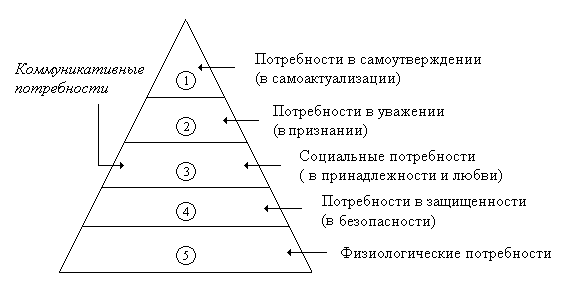 Коммуникативные
потребности
1
Потребности в самоутверждении
(в самоактуализации)
2
Потребности в уважении
(в признании)
3
Социальные потребности
( в принадлежности и любви)
4
Потребности в защищенности
(в безопасности)
5
Физиологические потребности